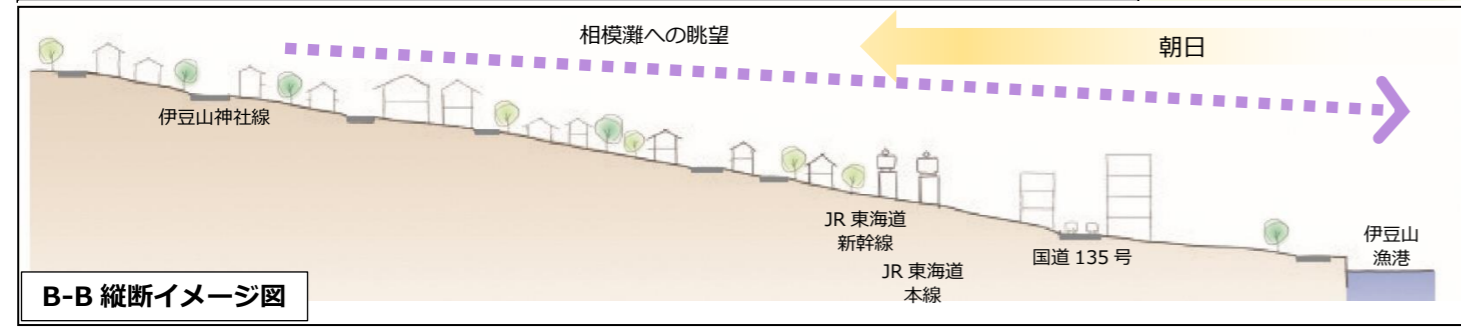 相模灘への眺望
朝日
伊豆山神社線
JR 東海道
新幹線
JR 東海道
本線
国道 135 号
伊豆山
漁港
B-B 縦断イメージ図